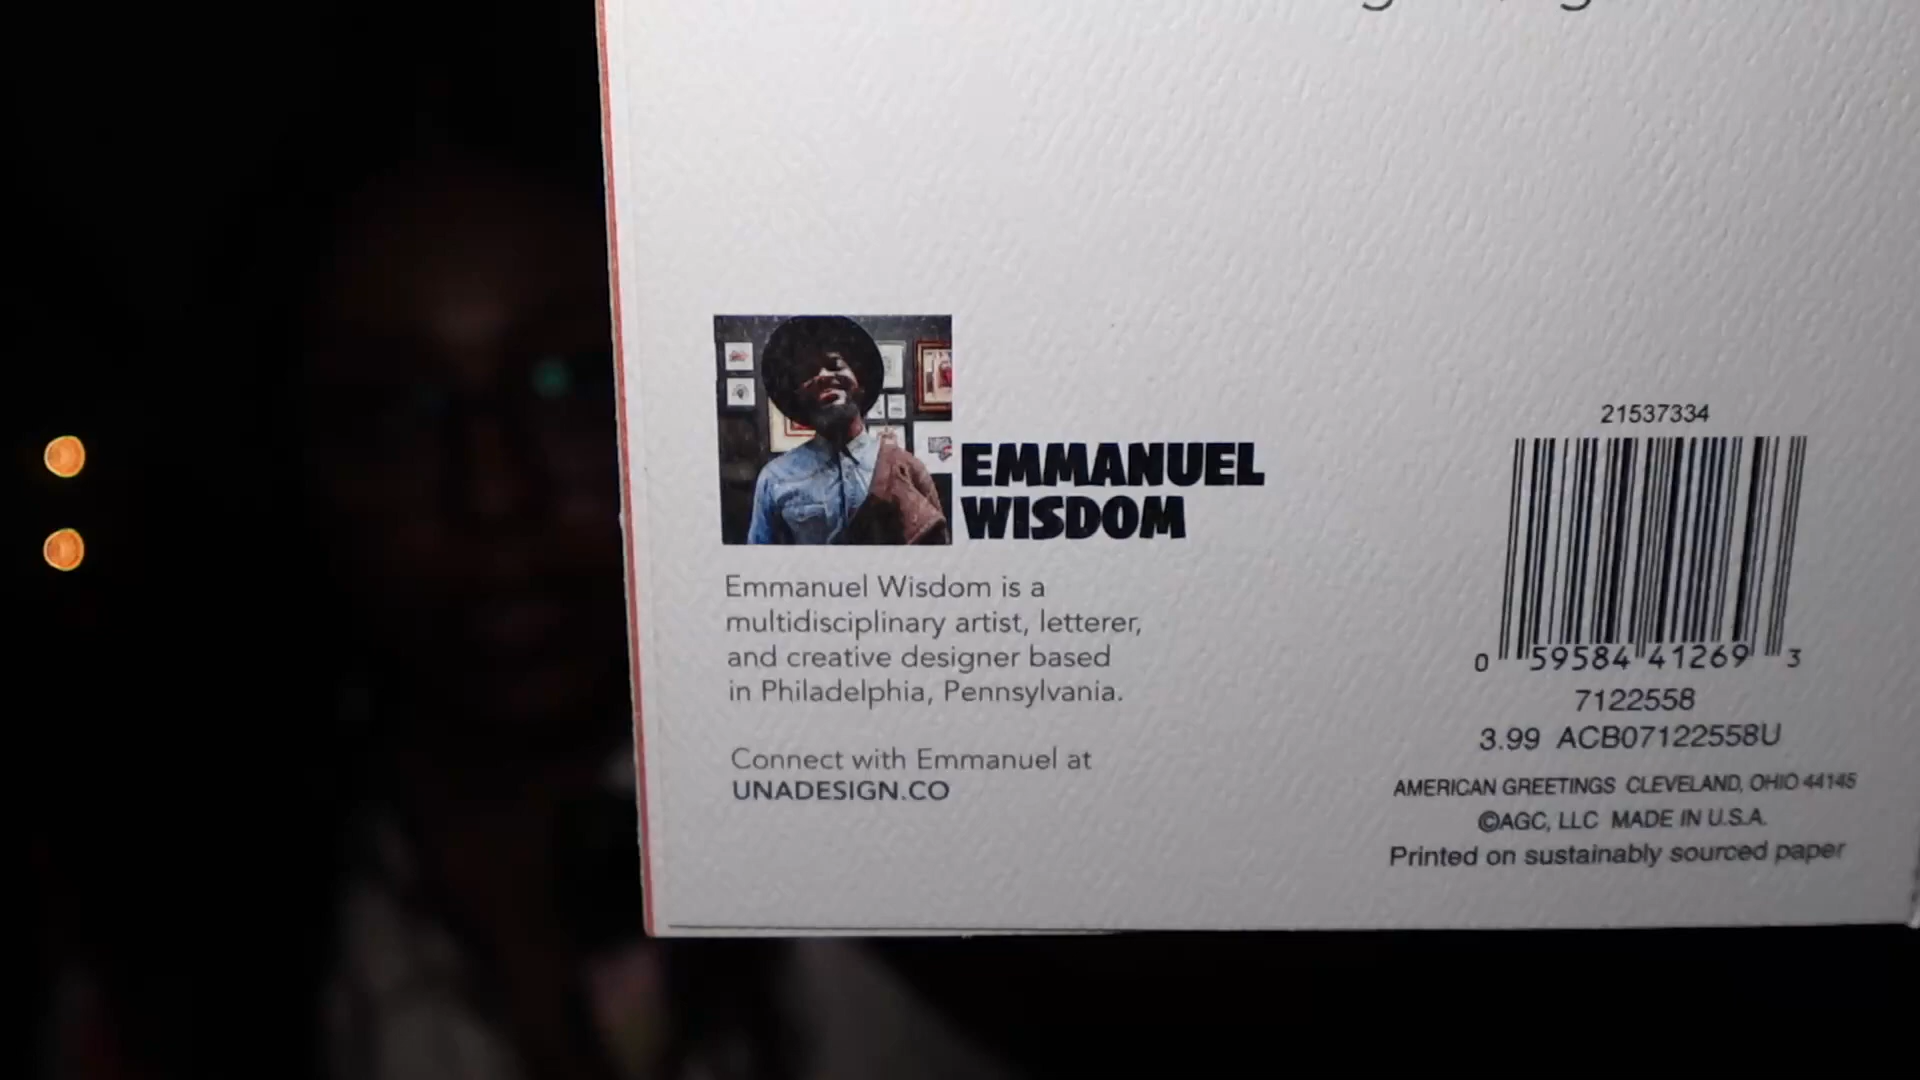 EMMANUEL
WISDOM
Emmanuel Wisdom is a
multidisciplinary artist, letterer,
and creative designer based
in Philadelphia, Pennsylvania.
Connect with Emmanuel at
UNADESIGN.CO
21537334
0 59584 41269 3
7122558
3.99 ACB07122558U
AMERICAN GREETINGS CLEVELAND, OHIO 44145
©AGC, LLC MADE IN U.S.A.
Printed on sustainably sourced paper